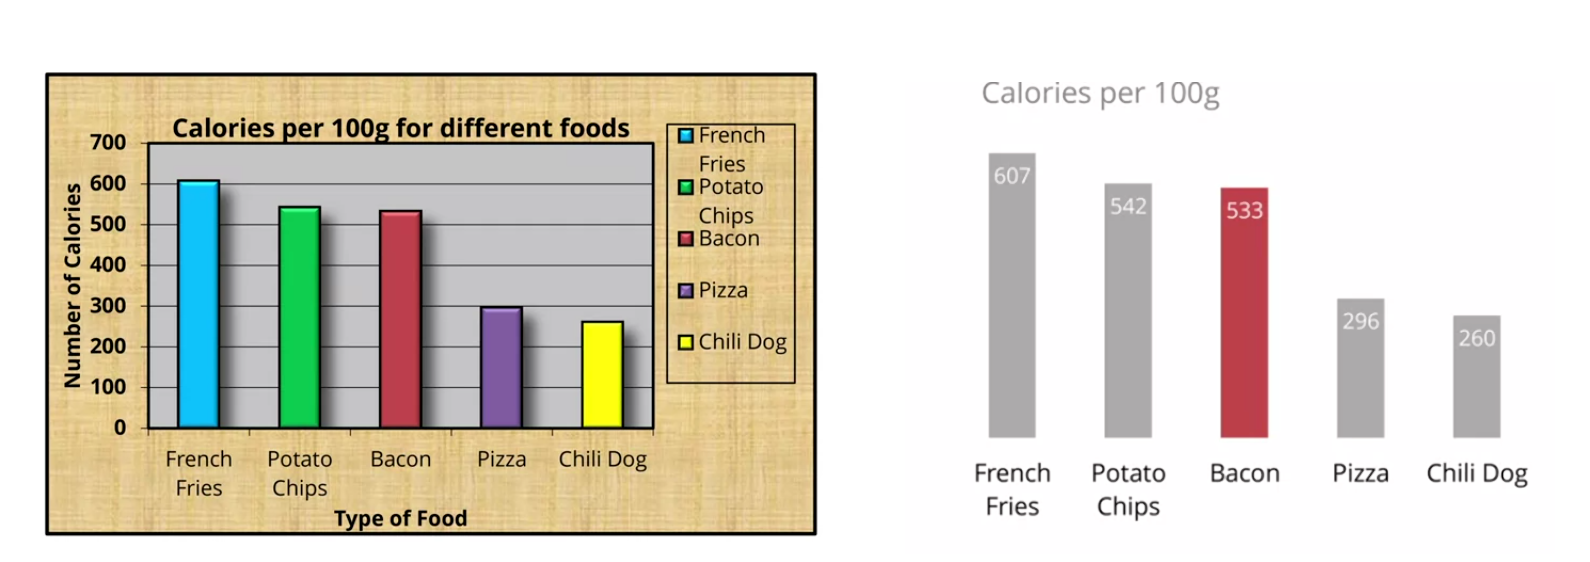 Calories per 100g for different foods
Number of Calories
700
600
500
400
300
200
100
0
French
Fries
Potato
Chips
Bacon
Pizza
Chili Dog
Type of Food
French
Fries
Potato
Chips
Bacon
Pizza
Chili Dog
Calories per 100g
607
542
533
296
260
French
Fries
Potato
Chips
Bacon
Pizza
Chili Dog